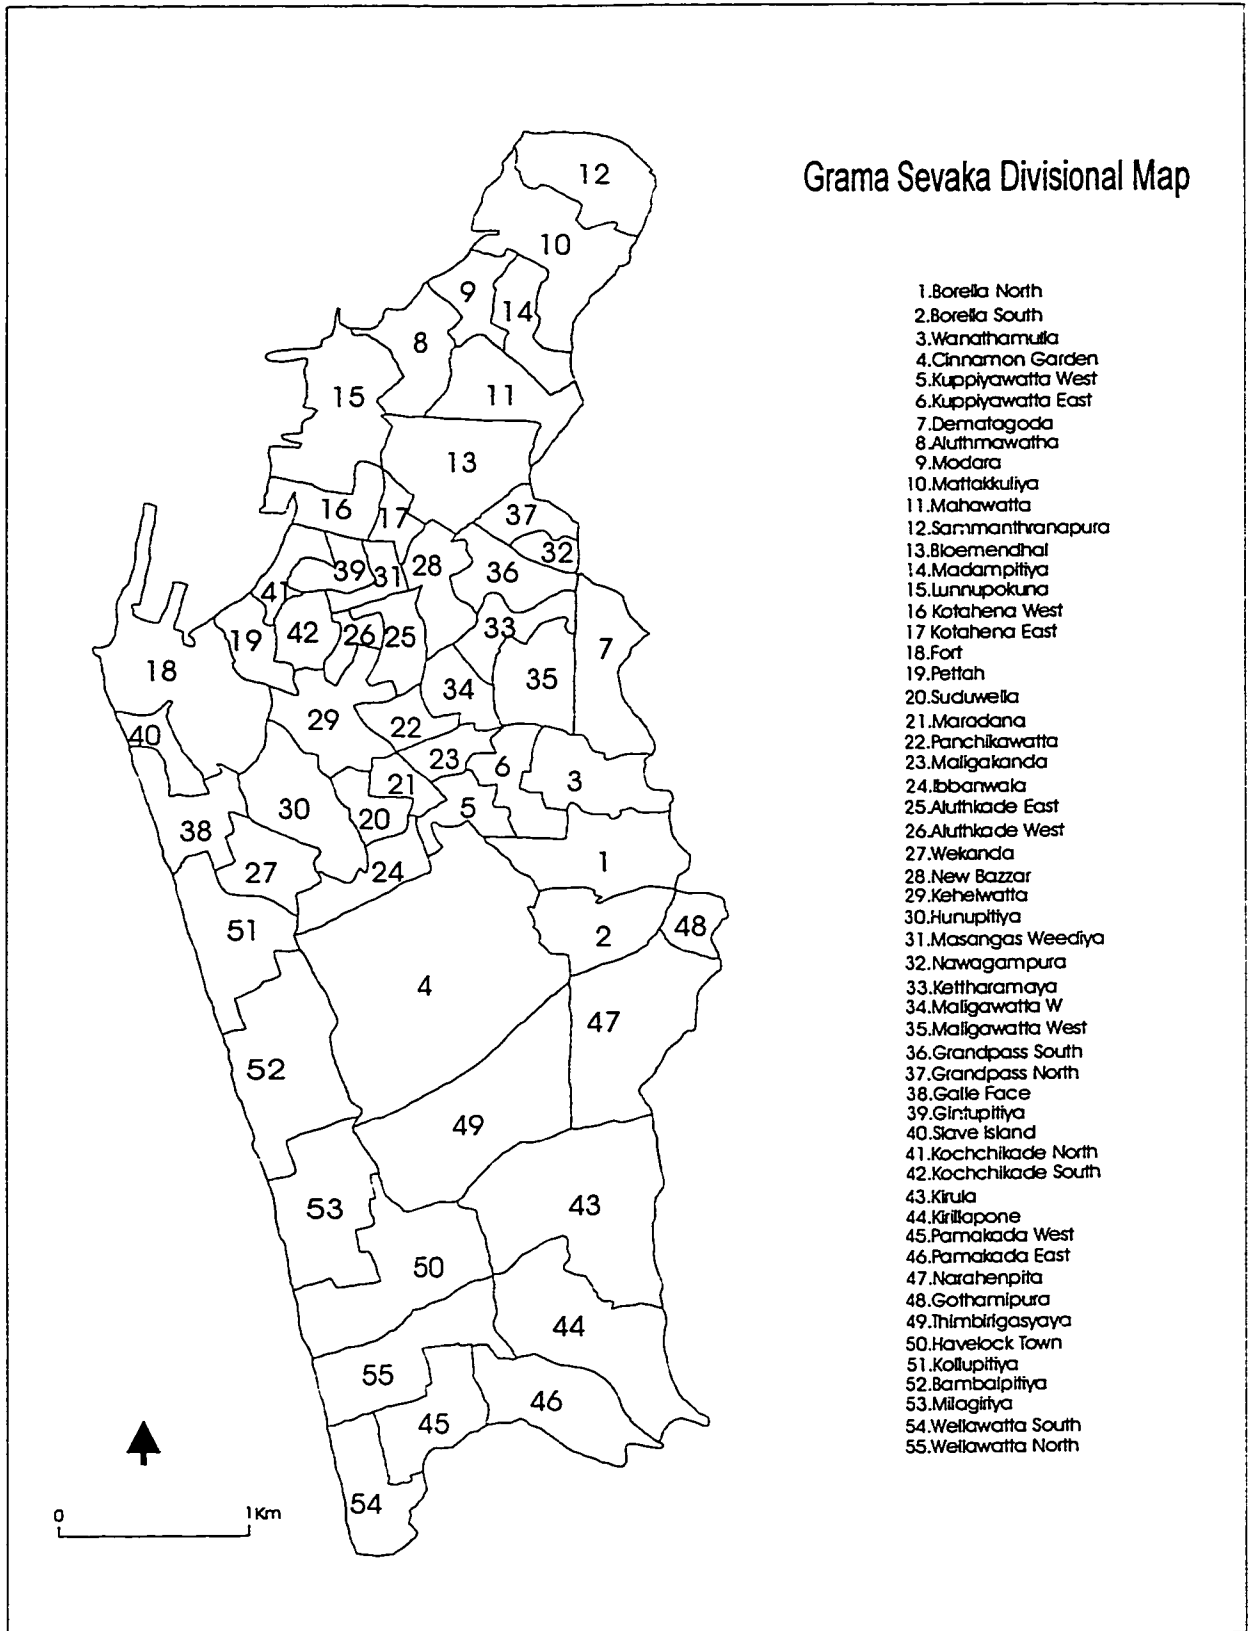 Grama Sevaka Divisional Map
1.Borella North
2.Borella South
3.Wanathamulla
4.Cinnamon Garden
5.Kuppiyawatta West
6.Kuppiyawatta East
7.Dematagoda
8.Aluthmawatha
9.Modara
10.Mattakkuliya
11.Mahawatta
12.Sammanthranapura
13.Bloemendhal
14.Madampitiya
15.Lunnupokuna
16 Kotahena West
17 Kotahena East
18.Fort
19.Pettah
20.Suduwella
21.Maradana
22.Panchikawatta
23.Maligakanda
24.Ibbanwala
25.Aluthkade East
26.Aluthkade West
27.Wekanda
28.New Bazzar
29.Kehelwatta
30.Hunupitiya
31.Masangas Weediya
32.Nawagampura
33.Kettharamaya
34.Maligawatta W
35.Maligawatta West
36.Grandpass South
37.Grandpass North
38.Galle Face
39.Gintupitiya
40.Slave Island
41.Kochchikade North
42.Kochchikade South
43.Kirula
44.Kirillapone
45.Pamakada West
46.Pamakada East
47.Narahenpita
48.Gothamipura
49.Thimbirigasyaya
50.Havelock Town
51.Kollupitiya
52.Bambalpitiya
53.Milagiriya
54.Wellawatta South
55.Wellawatta North
12
10
9
14
8
15
11
13
16
17
37
32
28
36
39
31
41
42
26
25
33
19
7
18
35
34
29
22
40
23
6
3
21
30
5
20
38
1
27
24
51
2
48
4
47
52
49
53
43
50
44
55
46
45
54
0 1Km